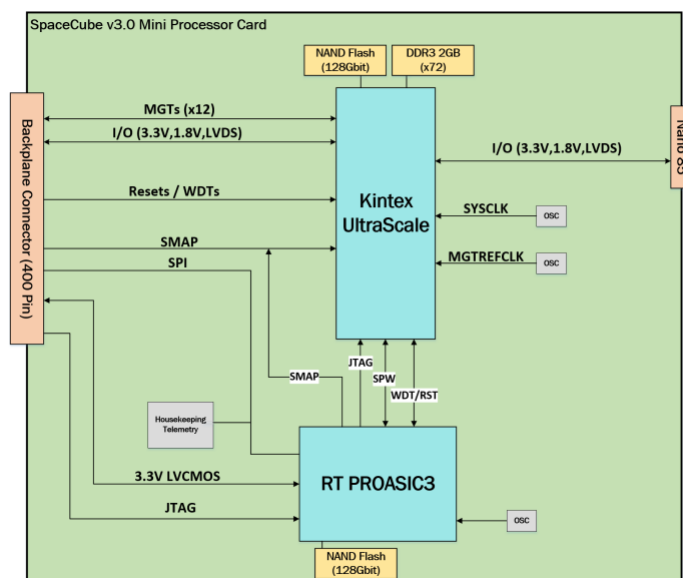 SpaceCube v3.0 Mini Processor Card
NAND Flash
(128Gbit)
DDR3 2GB
(x72)
MGTs (x12)
I/O (3.3V,1.8V,LVDS)
Backplane Connector (400 Pin)
Resets / WDTs
Kintex
UltraScale
I/O (3.3V,1.8V,LVDS)
SYSCLK
OSC
SMAP
SPI
MGTREFCLK
OSC
JTAG
SMAP
SPW
WDT/RST
Housekeeping
Telemetry
3.3V LVCMOS
RT PROASIC3
JTAG
OSC
NAND Flash
(128Gbit)